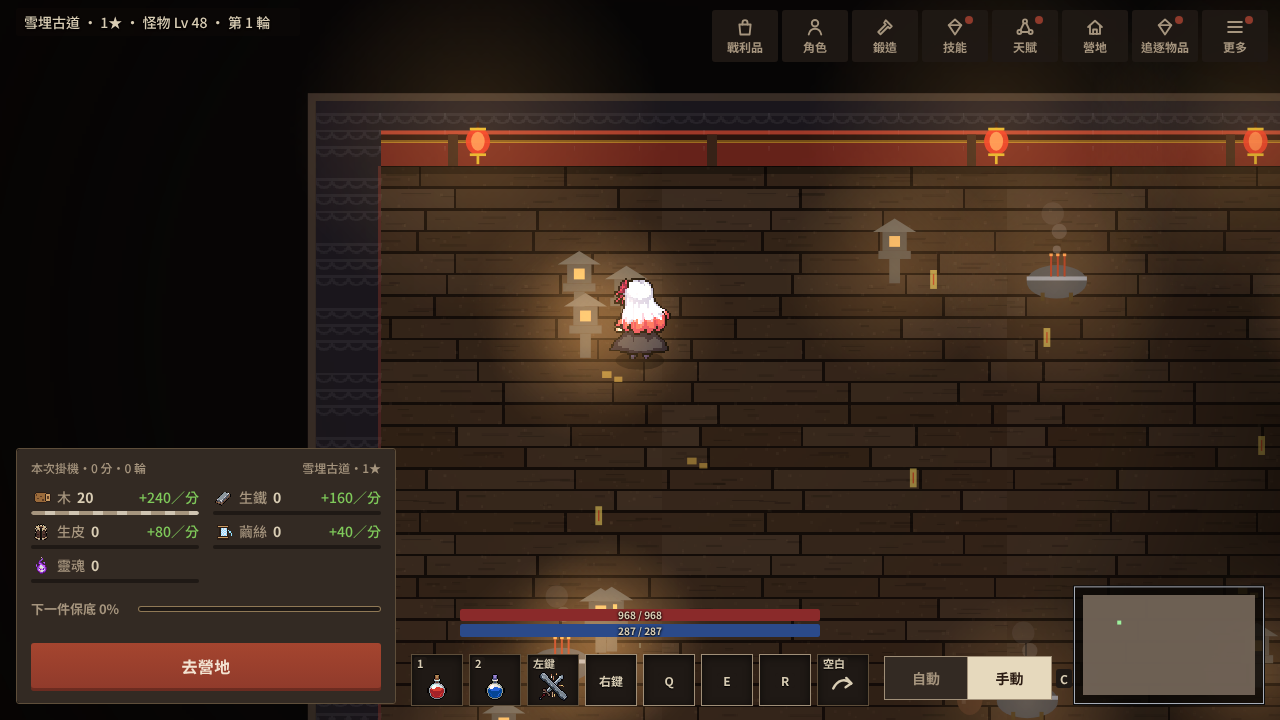 雪埋古道 • 1★ • 怪物 Lv 48 • 第 1 輪
戰利品
角色
鍛造
技能
天賦
營地
追逐物品
更多
本次掛機・0 分・0 輪
雪埋古道・1★
木 20 +240／分
生鐵 0 +160／分
生皮 0 +80／分
繭絲 0 +40／分
靈魂 0
下一件保底 0%
去營地
968 / 968
287 / 287
1
2
左鍵
右鍵
Q
E
R
空白
自動
手動
C